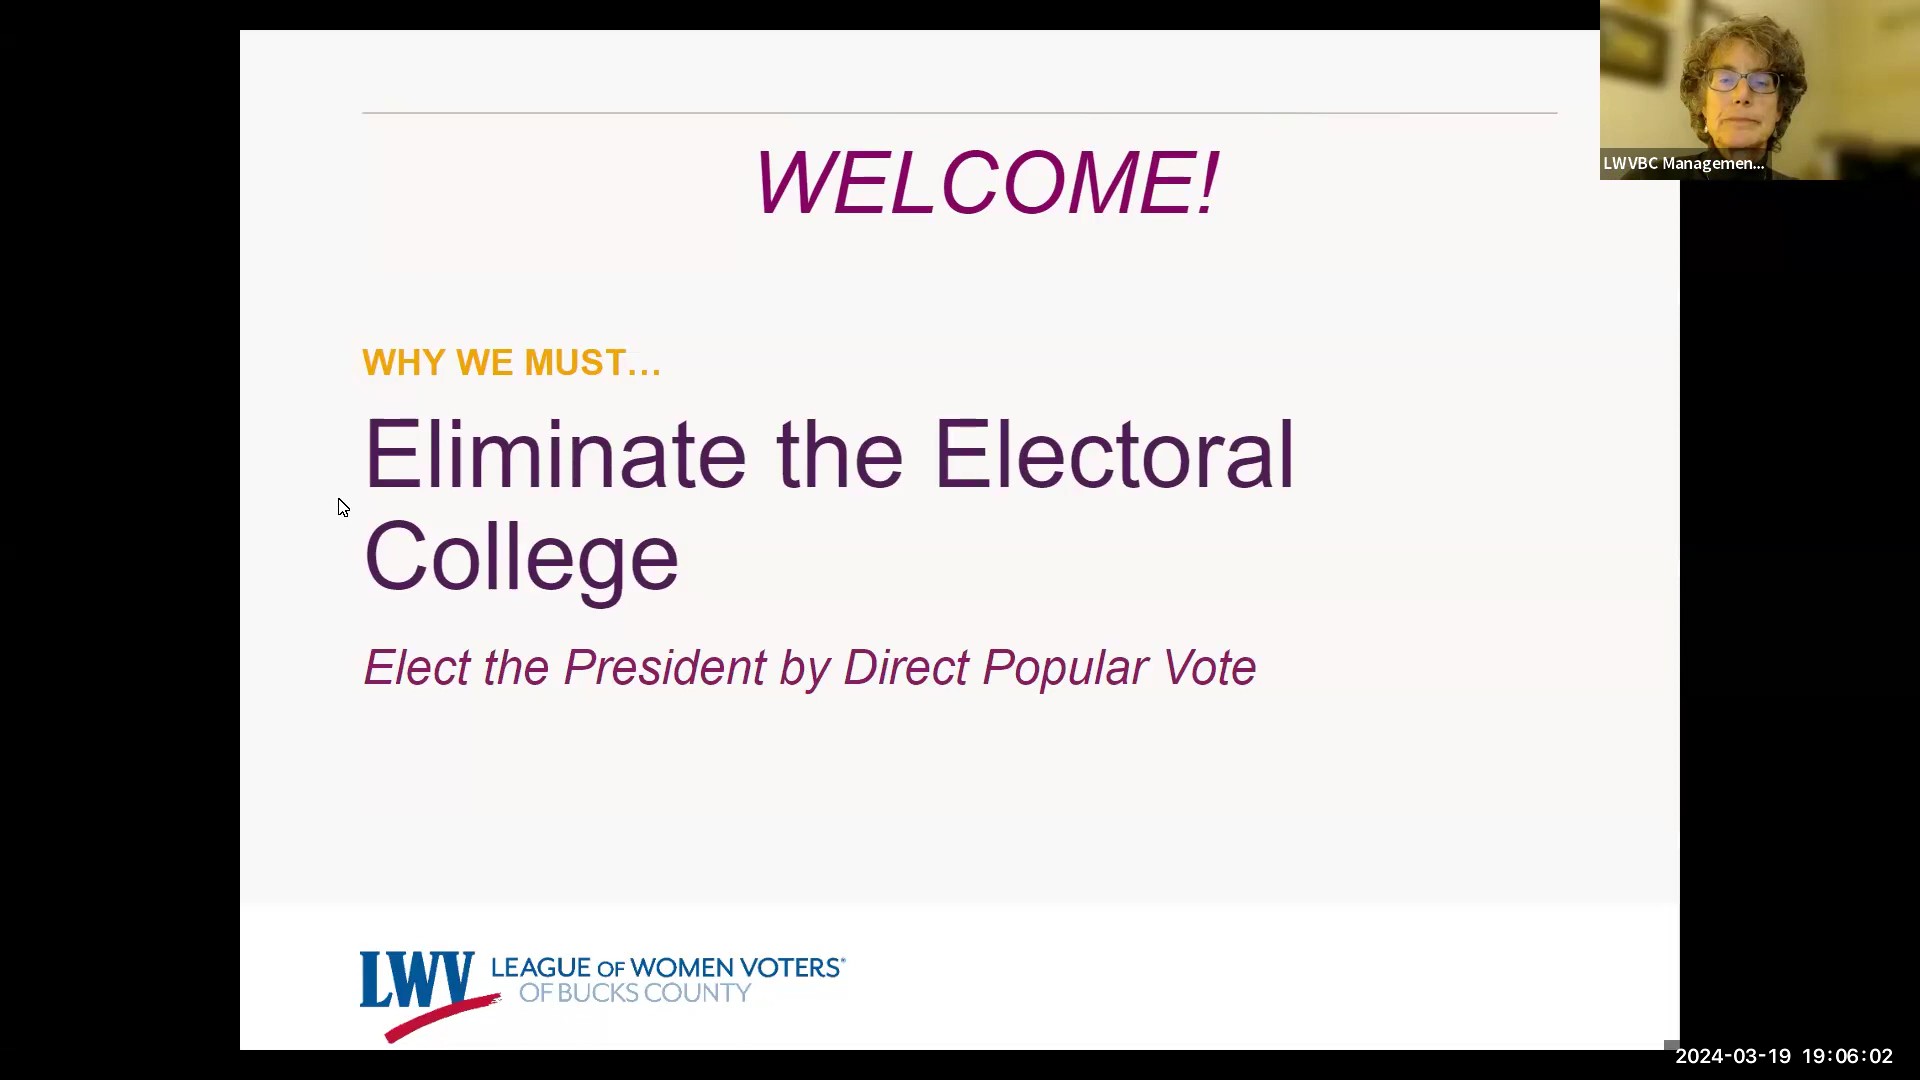 WELCOME!
LWVBC Managemen...
WHY WE MUST...
Eliminate the Electoral
College
Elect the President by Direct Popular Vote
LWV LEAGUE OF WOMEN VOTERS®
OF BUCKS COUNTY
2024-03-19 19:06:02